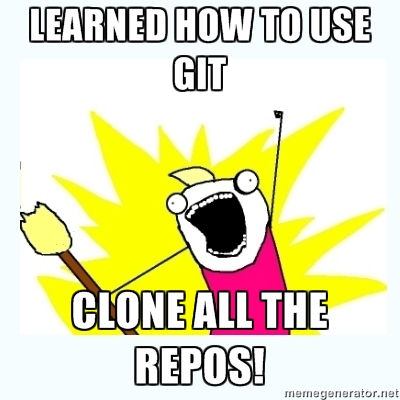 LEARNED HOW TO USE
GIT
CLONE ALL THE
REPOS!
memegenerator.net